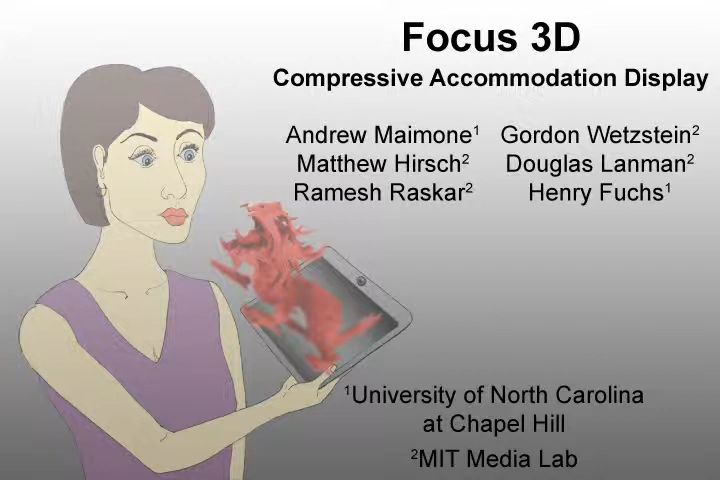 Focus 3D
Compressive Accommodation Display
Andrew Maimone¹ Gordon Wetzstein²
Matthew Hirsch² Douglas Lanman²
Ramesh Raskar² Henry Fuchs¹
¹University of North Carolina
at Chapel Hill
²MIT Media Lab